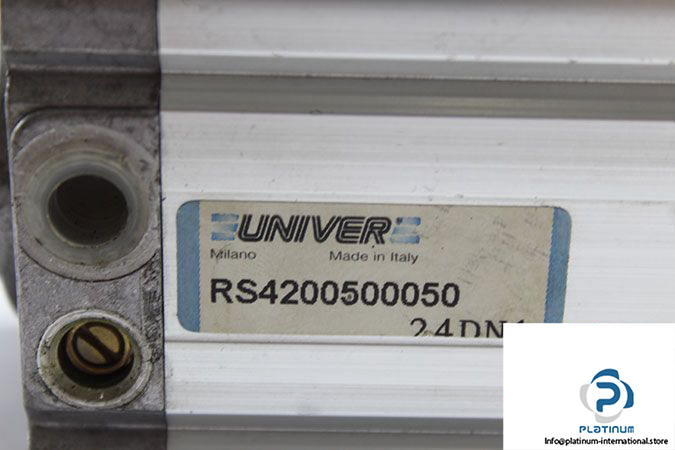 UNIVER
Milano Made in Italy
RS4200500050
PLATINUM
Info@platinum-international.store